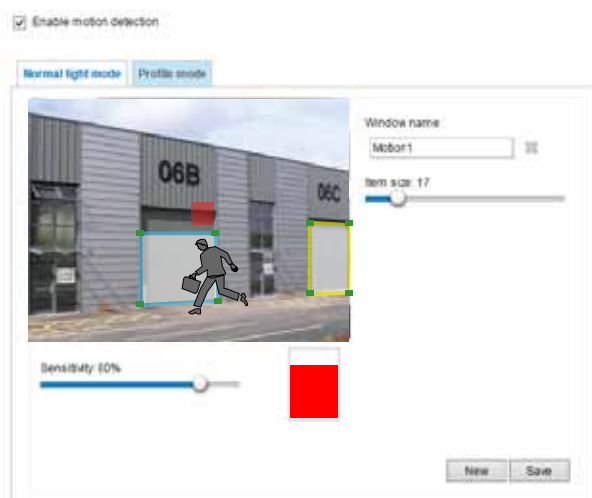 Enable motion detection
Normal light mode
Profile mode
06B
06C
Window name
Motion1
Item size: 17
Sensitivity: 80%
New
Save